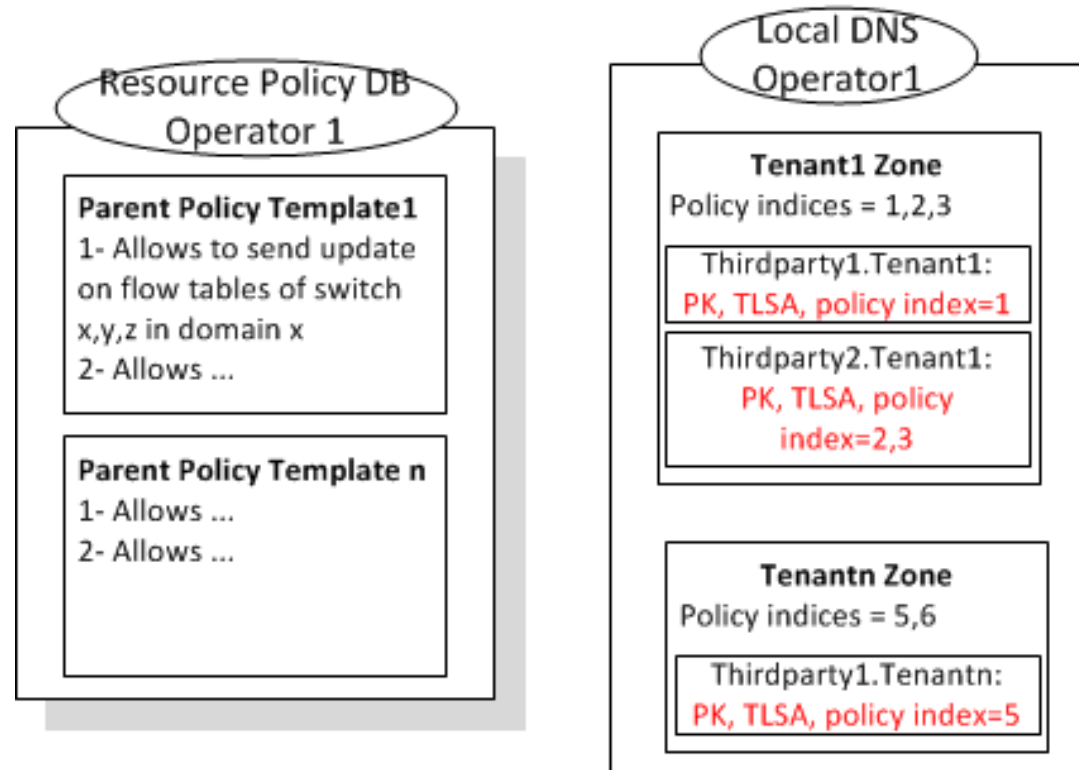 Resource Policy DB
Operator 1
Parent Policy Template1
1- Allows to send update
on flow tables of switch
x,y,z in domain x
2- Allows ...
Parent Policy Template n
1- Allows ...
2- Allows ...
Local DNS
Operator1
Tenant1 Zone
Policy indices = 1,2,3
Thirdparty1.Tenant1:
PK, TLSA, policy index=1
Thirdparty2.Tenant1:
PK, TLSA, policy
index=2,3
Tenantn Zone
Policy indices = 5,6
Thirdparty1.Tenantn:
PK, TLSA, policy index=5